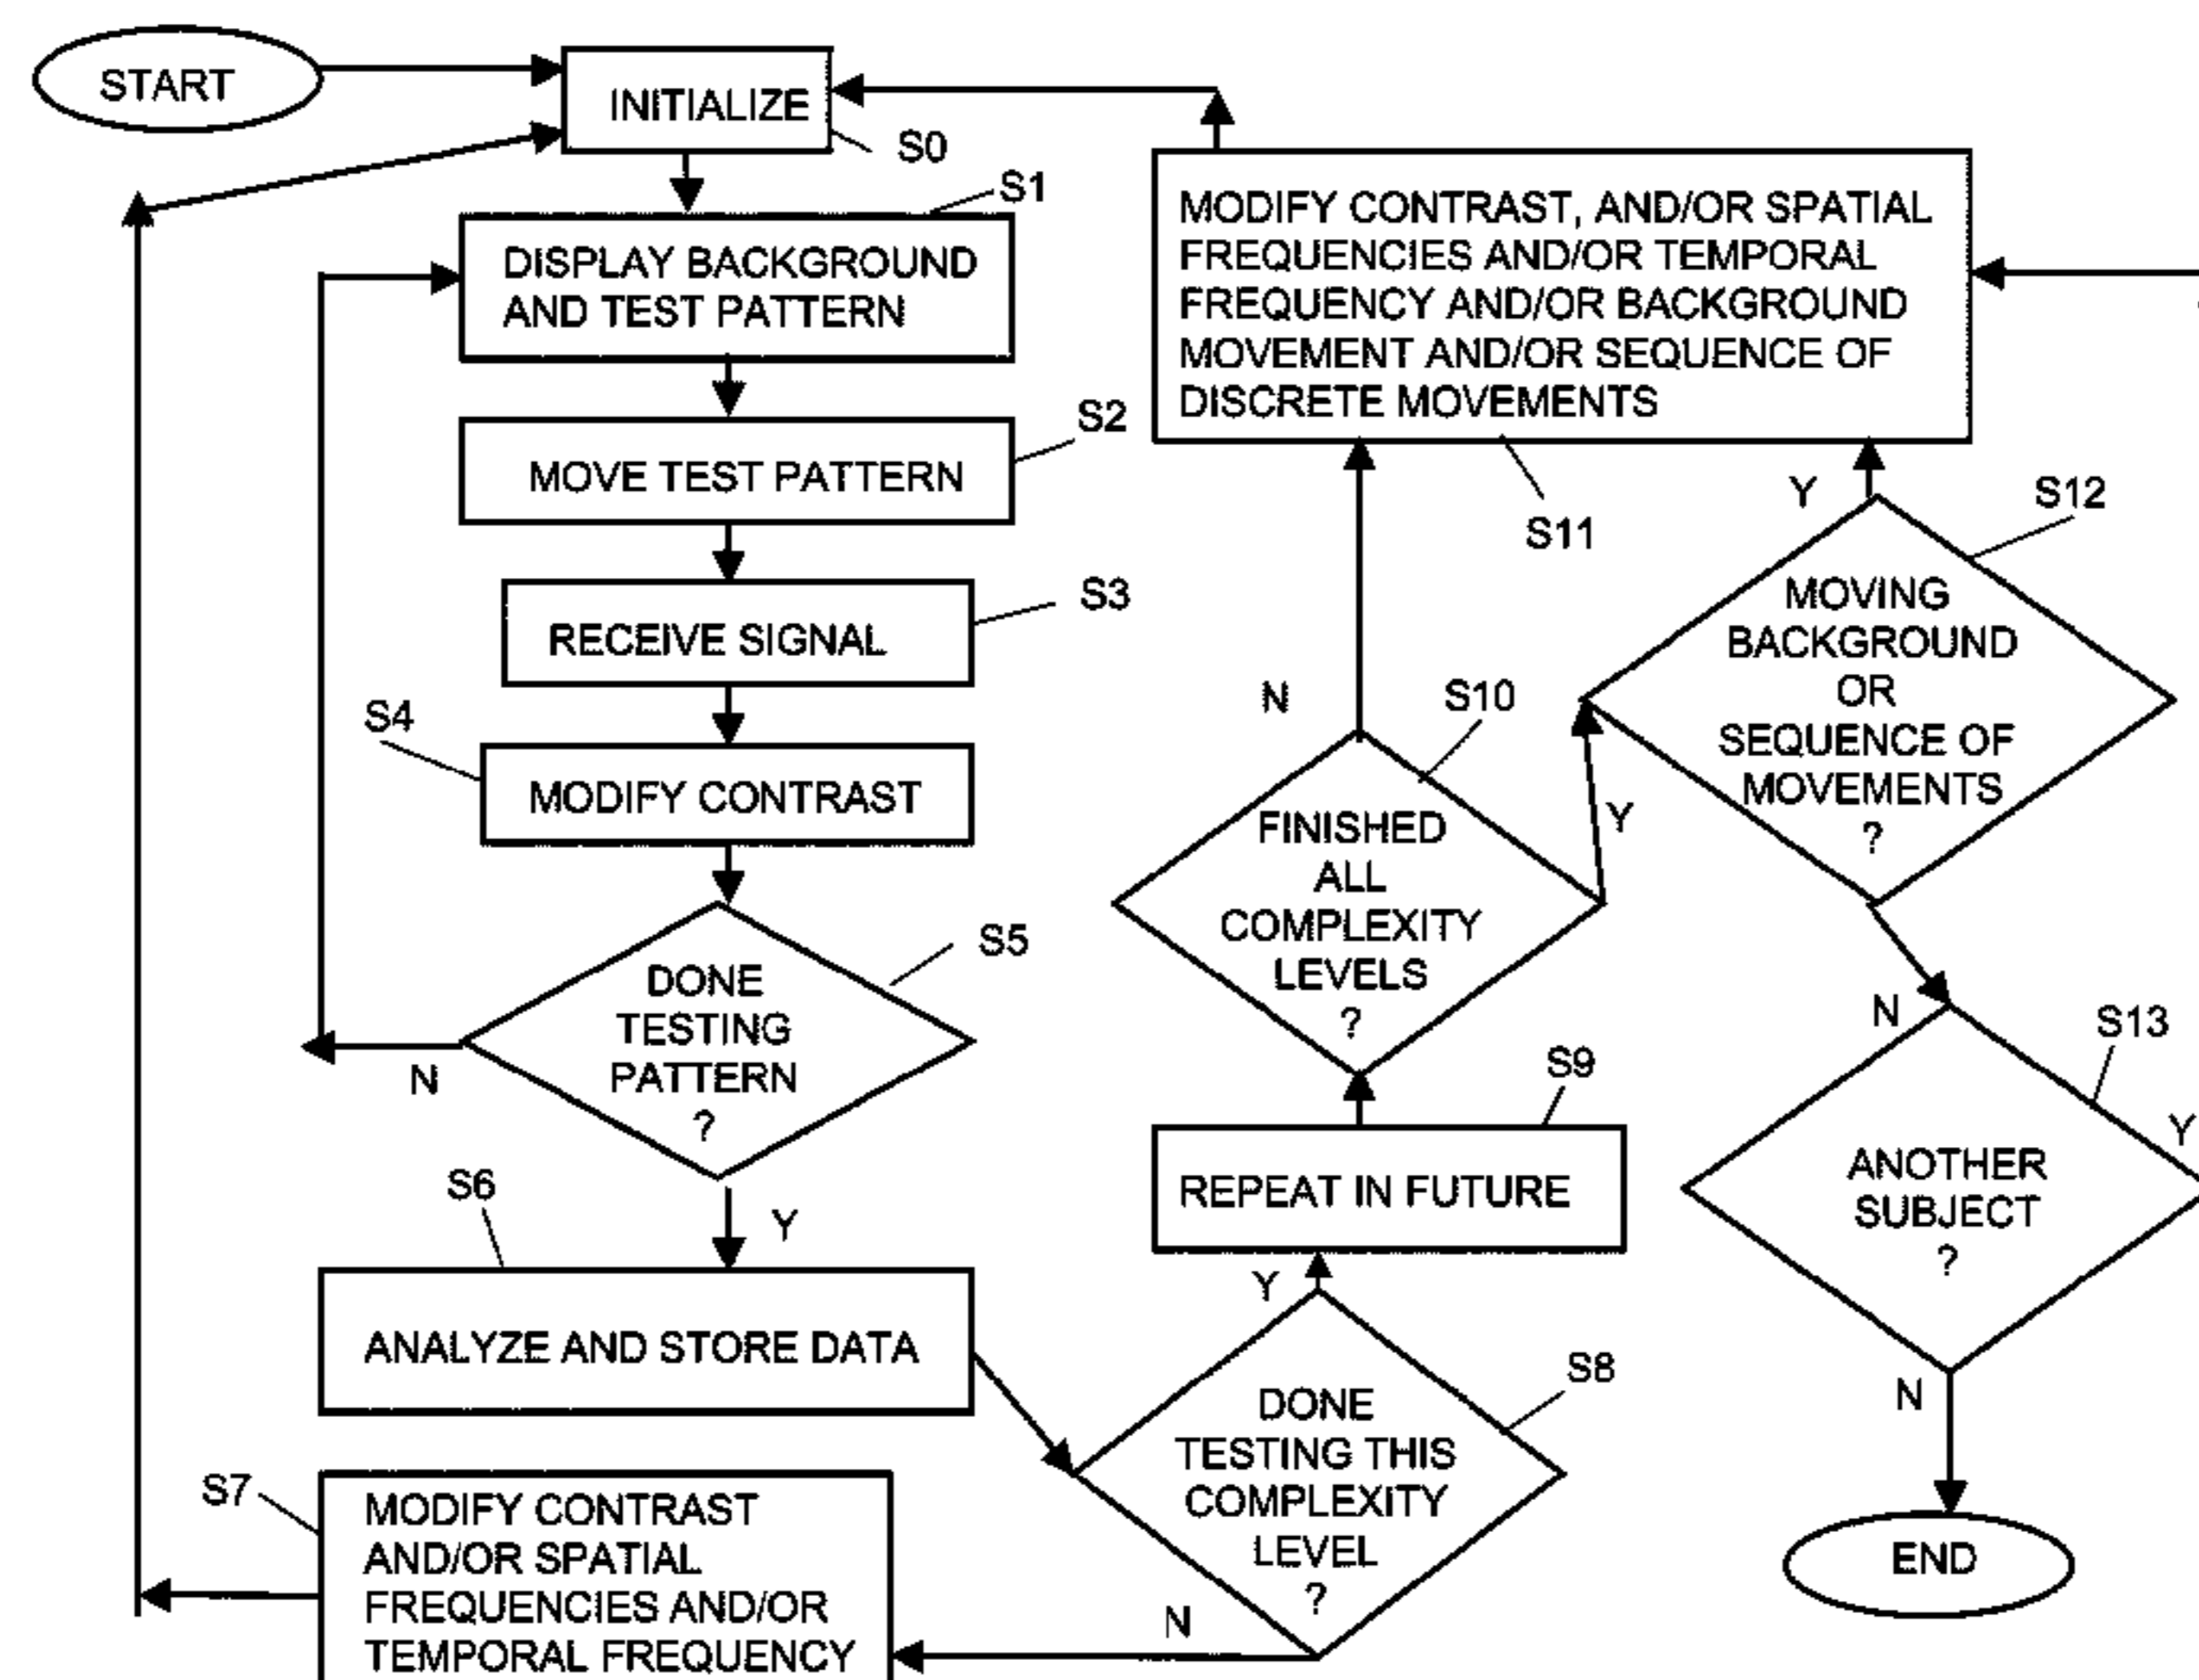 START
INITIALIZE
S0
S1
DISPLAY BACKGROUND
AND TEST PATTERN
S2
MOVE TEST PATTERN
S3
RECEIVE SIGNAL
S4
MODIFY CONTRAST
S5
DONE
TESTING
PATTERN
?
N
Y
S6
ANALYZE AND STORE DATA
S7
MODIFY CONTRAST
AND/OR SPATIAL
FREQUENCIES AND/OR
TEMPORAL FREQUENCY
S8
DONE
TESTING THIS
COMPLEXITY
LEVEL
?
N
Y
S9
REPEAT IN FUTURE
S10
FINISHED
ALL
COMPLEXITY
LEVELS
?
N
Y
MODIFY CONTRAST, AND/OR SPATIAL
FREQUENCIES AND/OR TEMPORAL
FREQUENCY AND/OR BACKGROUND
MOVEMENT AND/OR SEQUENCE OF
DISCRETE MOVEMENTS
S11
S12
MOVING
BACKGROUND
OR
SEQUENCE OF
MOVEMENTS
?
Y
N
S13
ANOTHER
SUBJECT
?
Y
N
END